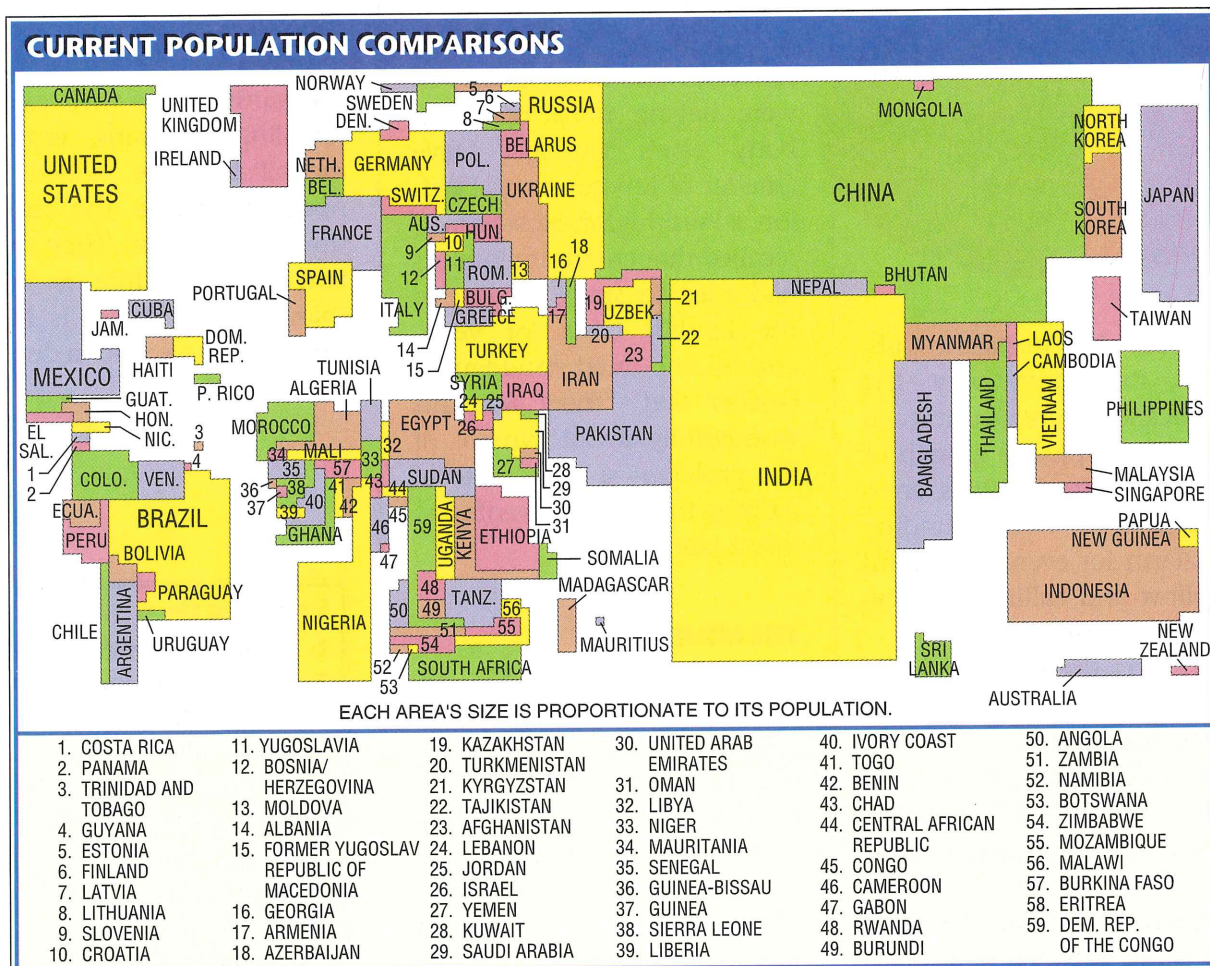 CURRENT POPULATION COMPARISONS
CANADA
UNITED
STATES
MEXICO
UNITED
KINGDOM
IRELAND
CUBA
JAM.
HAITI
DOM.
REP.
P. RICO
GUAT.
HON.
NIC.
EL
SAL.
1
2
3
4
COLO.
VEN.
ECUA.
PERU
BRAZIL
BOLIVIA
PARAGUAY
URUGUAY
CHILE
ARGENTINA
NORWAY
SWEDEN
DEN.
5
6
7
8
RUSSIA
BELARUS
NETH.
BEL.
GERMANY
POL.
UKRAINE
SWITZ.
CZECH
FRANCE
AUS.
HUN.
9
10
11
12
ROM.
13
SPAIN
PORTUGAL
ITALY
BULG.
GREECE
14
15
TURKEY
16
17
18
19
UZBEK.
20
21
22
23
IRAN
SYRIA
IRAQ
24
25
26
27
28
29
30
31
PAKISTAN
TUNISIA
ALGERIA
MOROCCO
EGYPT
32
MALI
33
34
35
36
37
38
39
40
41
42
43
44
45
46
47
57
GHANA
NIGERIA
SUDAN
59
UGANDA
KENYA
ETHIOPIA
SOMALIA
MADAGASCAR
MAURITIUS
48
49
50
TANZ.
51
52
53
54
55
56
SOUTH AFRICA
CHINA
MONGOLIA
NORTH
KOREA
SOUTH
KOREA
JAPAN
BHUTAN
NEPAL
INDIA
MYANMAR
LAOS
CAMBODIA
TAIWAN
BANGLADESH
THAILAND
VIETNAM
PHILIPPINES
MALAYSIA
SINGAPORE
PAPUA
NEW GUINEA
INDONESIA
SRI
LANKA
NEW
ZEALAND
AUSTRALIA
EACH AREA'S SIZE IS PROPORTIONATE TO ITS POPULATION.
1. COSTA RICA
2. PANAMA
3. TRINIDAD AND
TOBAGO
4. GUYANA
5. ESTONIA
6. FINLAND
7. LATVIA
8. LITHUANIA
9. SLOVENIA
10. CROATIA
11. YUGOSLAVIA
12. BOSNIA/
HERZEGOVINA
13. MOLDOVA
14. ALBANIA
15. FORMER YUGOSLAV
REPUBLIC OF
MACEDONIA
16. GEORGIA
17. ARMENIA
18. AZERBAIJAN
19. KAZAKHSTAN
20. TURKMENISTAN
21. KYRGYZSTAN
22. TAJIKISTAN
23. AFGHANISTAN
24. LEBANON
25. JORDAN
26. ISRAEL
27. YEMEN
28. KUWAIT
29. SAUDI ARABIA
30. UNITED ARAB
EMIRATES
31. OMAN
32. LIBYA
33. NIGER
34. MAURITANIA
35. SENEGAL
36. GUINEA-BISSAU
37. GUINEA
38. SIERRA LEONE
39. LIBERIA
40. IVORY COAST
41. TOGO
42. BENIN
43. CHAD
44. CENTRAL AFRICAN
REPUBLIC
45. CONGO
46. CAMEROON
47. GABON
48. RWANDA
49. BURUNDI
50. ANGOLA
51. ZAMBIA
52. NAMIBIA
53. BOTSWANA
54. ZIMBABWE
55. MOZAMBIQUE
56. MALAWI
57. BURKINA FASO
58. ERITREA
59. DEM. REP.
OF THE CONGO